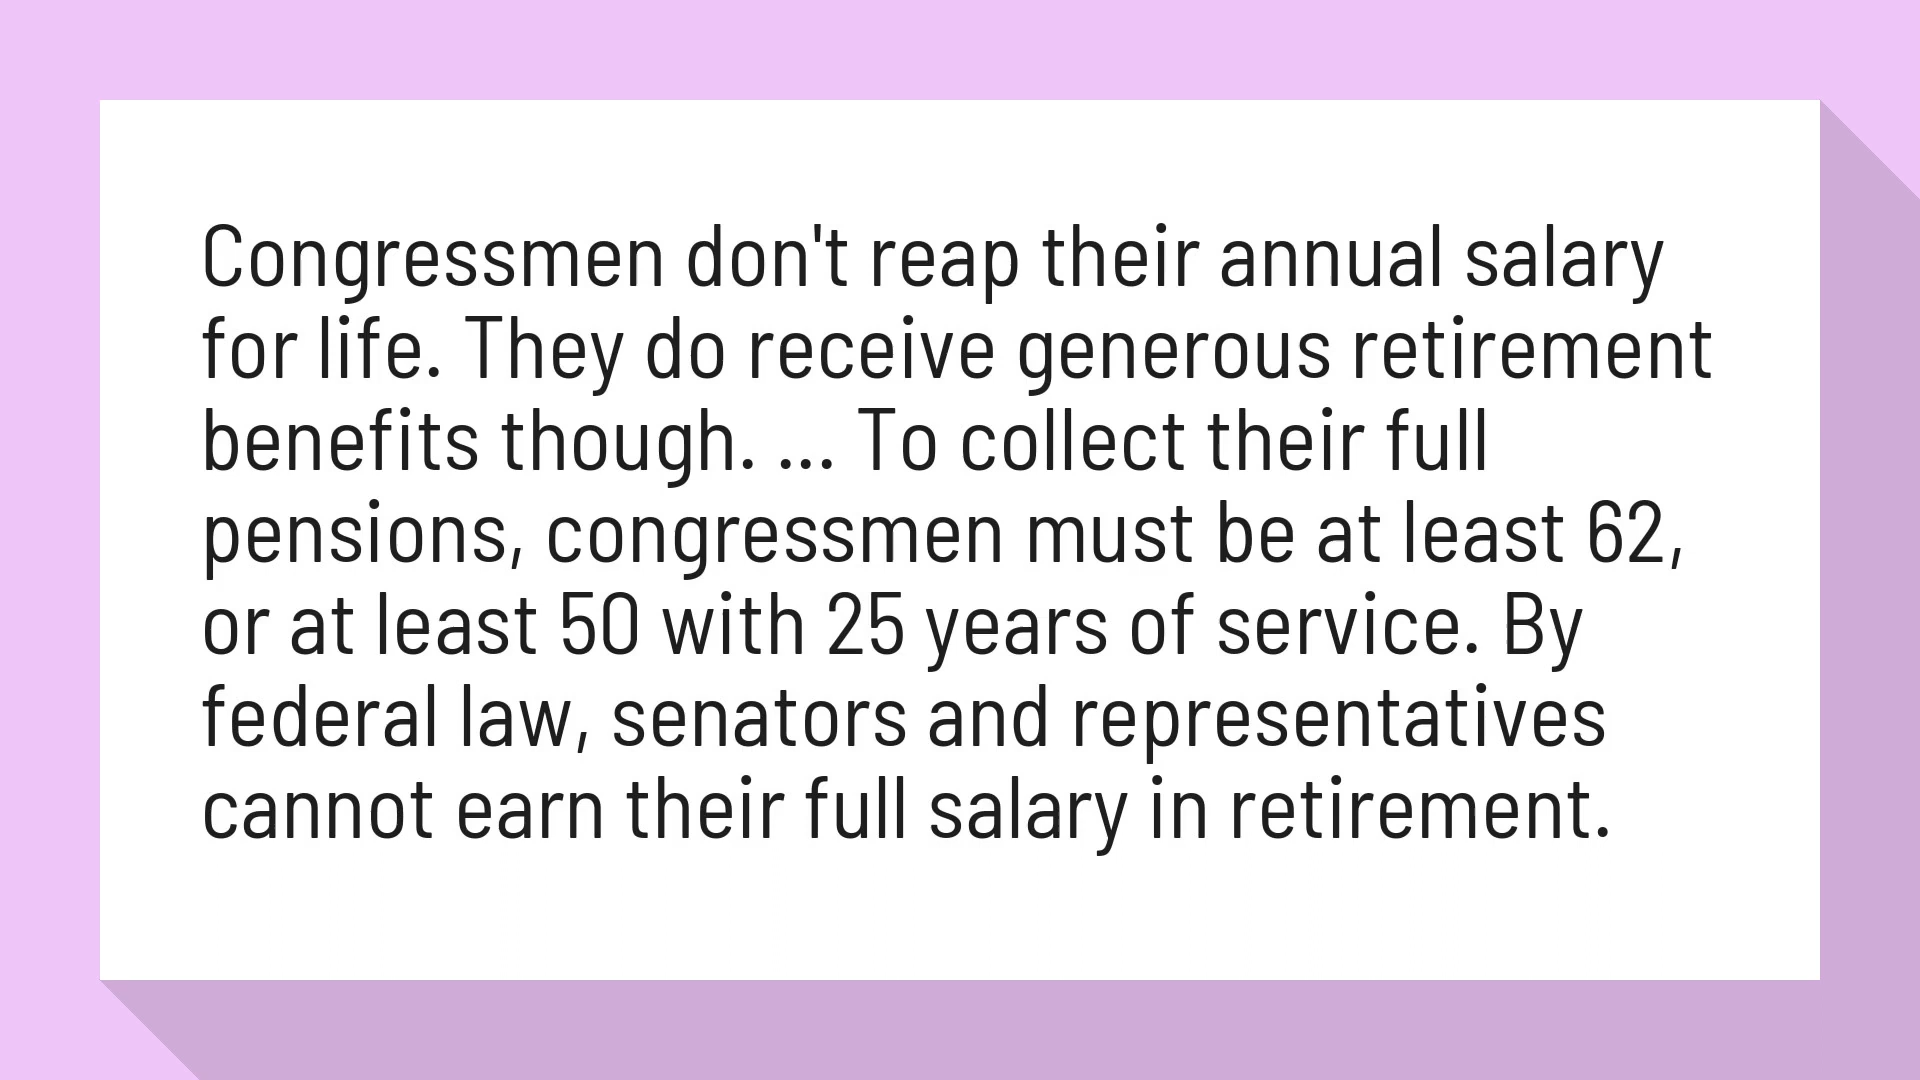 Congressmen don't reap their annual salary
for life. They do receive generous retirement
benefits though. ... To collect their full
pensions, congressmen must be at least 62,
or at least 50 with 25 years of service. By
federal law, senators and representatives
cannot earn their full salary in retirement.